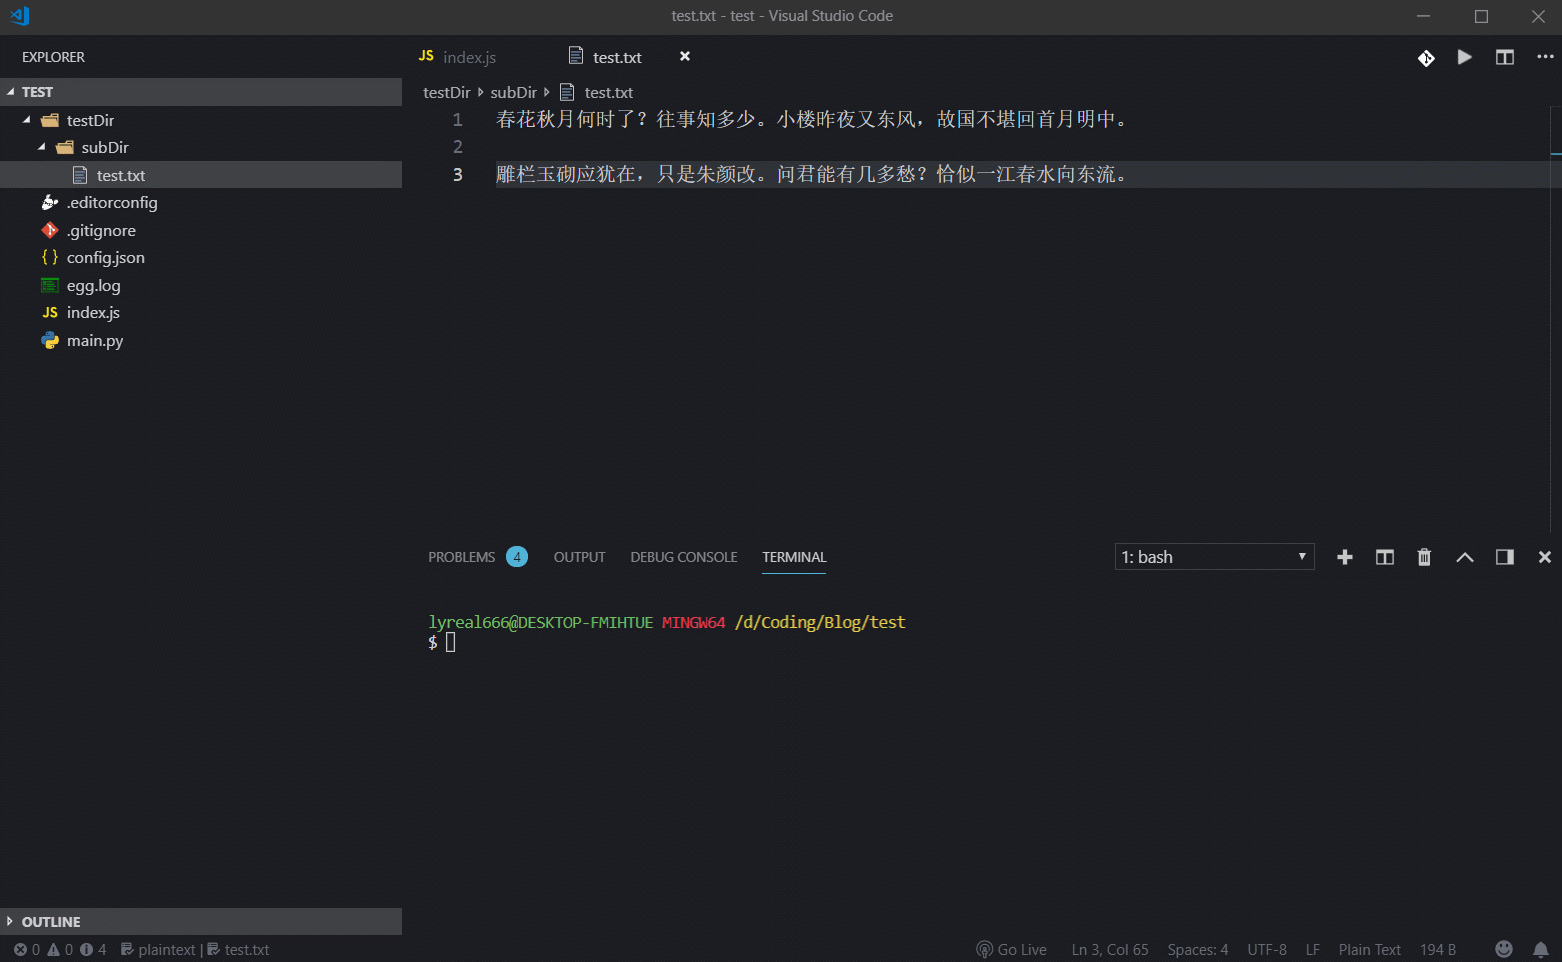 test.txt - test - Visual Studio Code
EXPLORER
JS index.js
test.txt
TEST
testDir
subDir
test.txt
.editorconfig
.gitignore
{ } config.json
egg.log
JS index.js
main.py
testDir subDir test.txt
1 春花秋月何时了？往事知多少。小楼昨夜又东风，故国不堪回首月明中。
2
3 雕栏玉砌应犹在，只是朱颜改。问君能有几多愁？恰似一江春水向东流。
PROBLEMS 4 OUTPUT DEBUG CONSOLE TERMINAL 1: bash
lyreal666@DESKTOP-FMIHTUE MINGW64 /d/Coding/Blog/test
$
OUTLINE
0 0 4 plaintext | test.txt Go Live Ln 3, Col 65 Spaces: 4 UTF-8 LF Plain Text 194 B